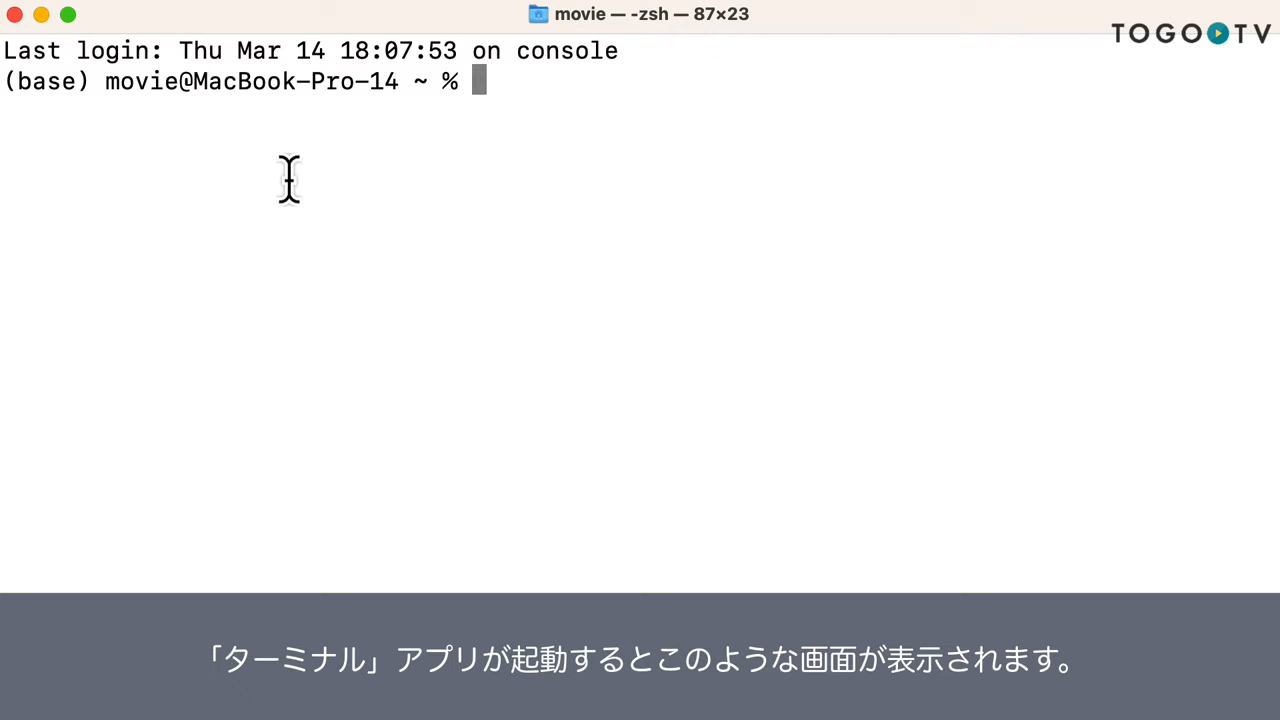 movie — -zsh — 87×23
TOGO TV
Last login: Thu Mar 14 18:07:53 on console
(base) movie@MacBook-Pro-14 ~ %
「ターミナル」アプリが起動するとこのような画面が表示されます。